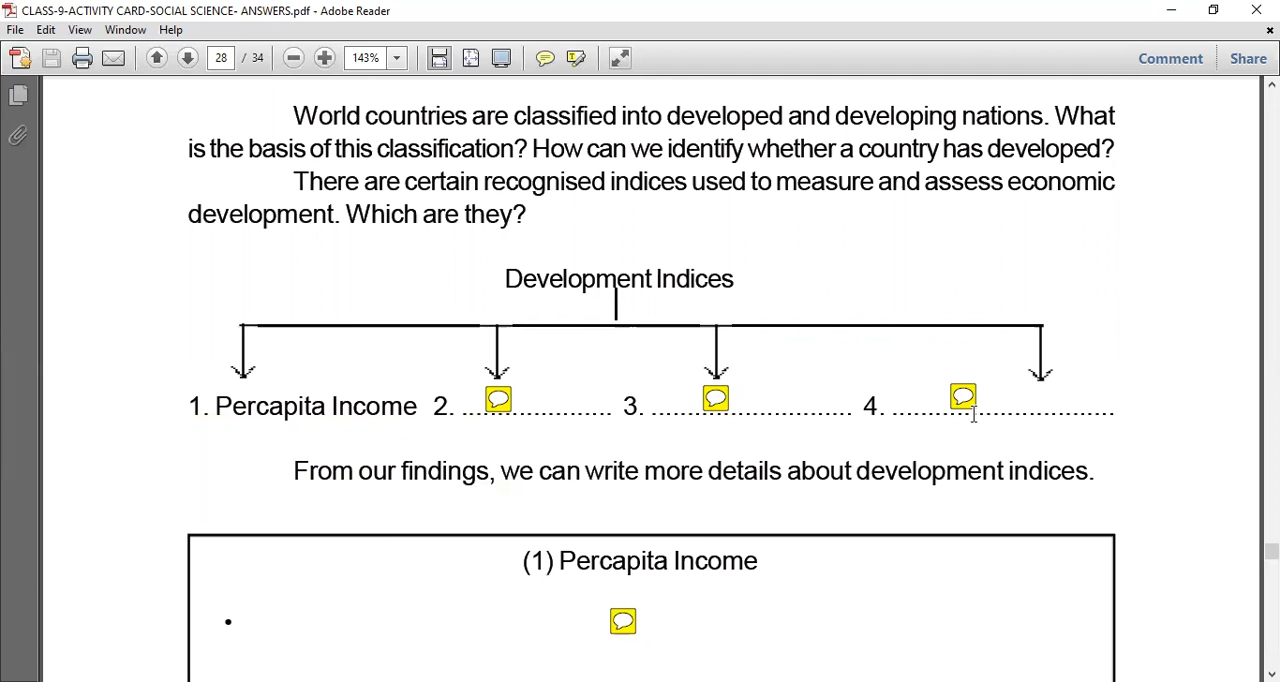 CLASS-9-ACTIVITY CARD-SOCIAL SCIENCE- ANSWERS.pdf - Adobe Reader
File Edit View Window Help
28 / 34 143% Comment Share
World countries are classified into developed and developing nations. What
is the basis of this classification? How can we identify whether a country has developed?
There are certain recognised indices used to measure and assess economic
development. Which are they?
Development Indices
1. Percapita Income 2. .................... 3. ........................... 4. ..............................
From our findings, we can write more details about development indices.
(1) Percapita Income
•